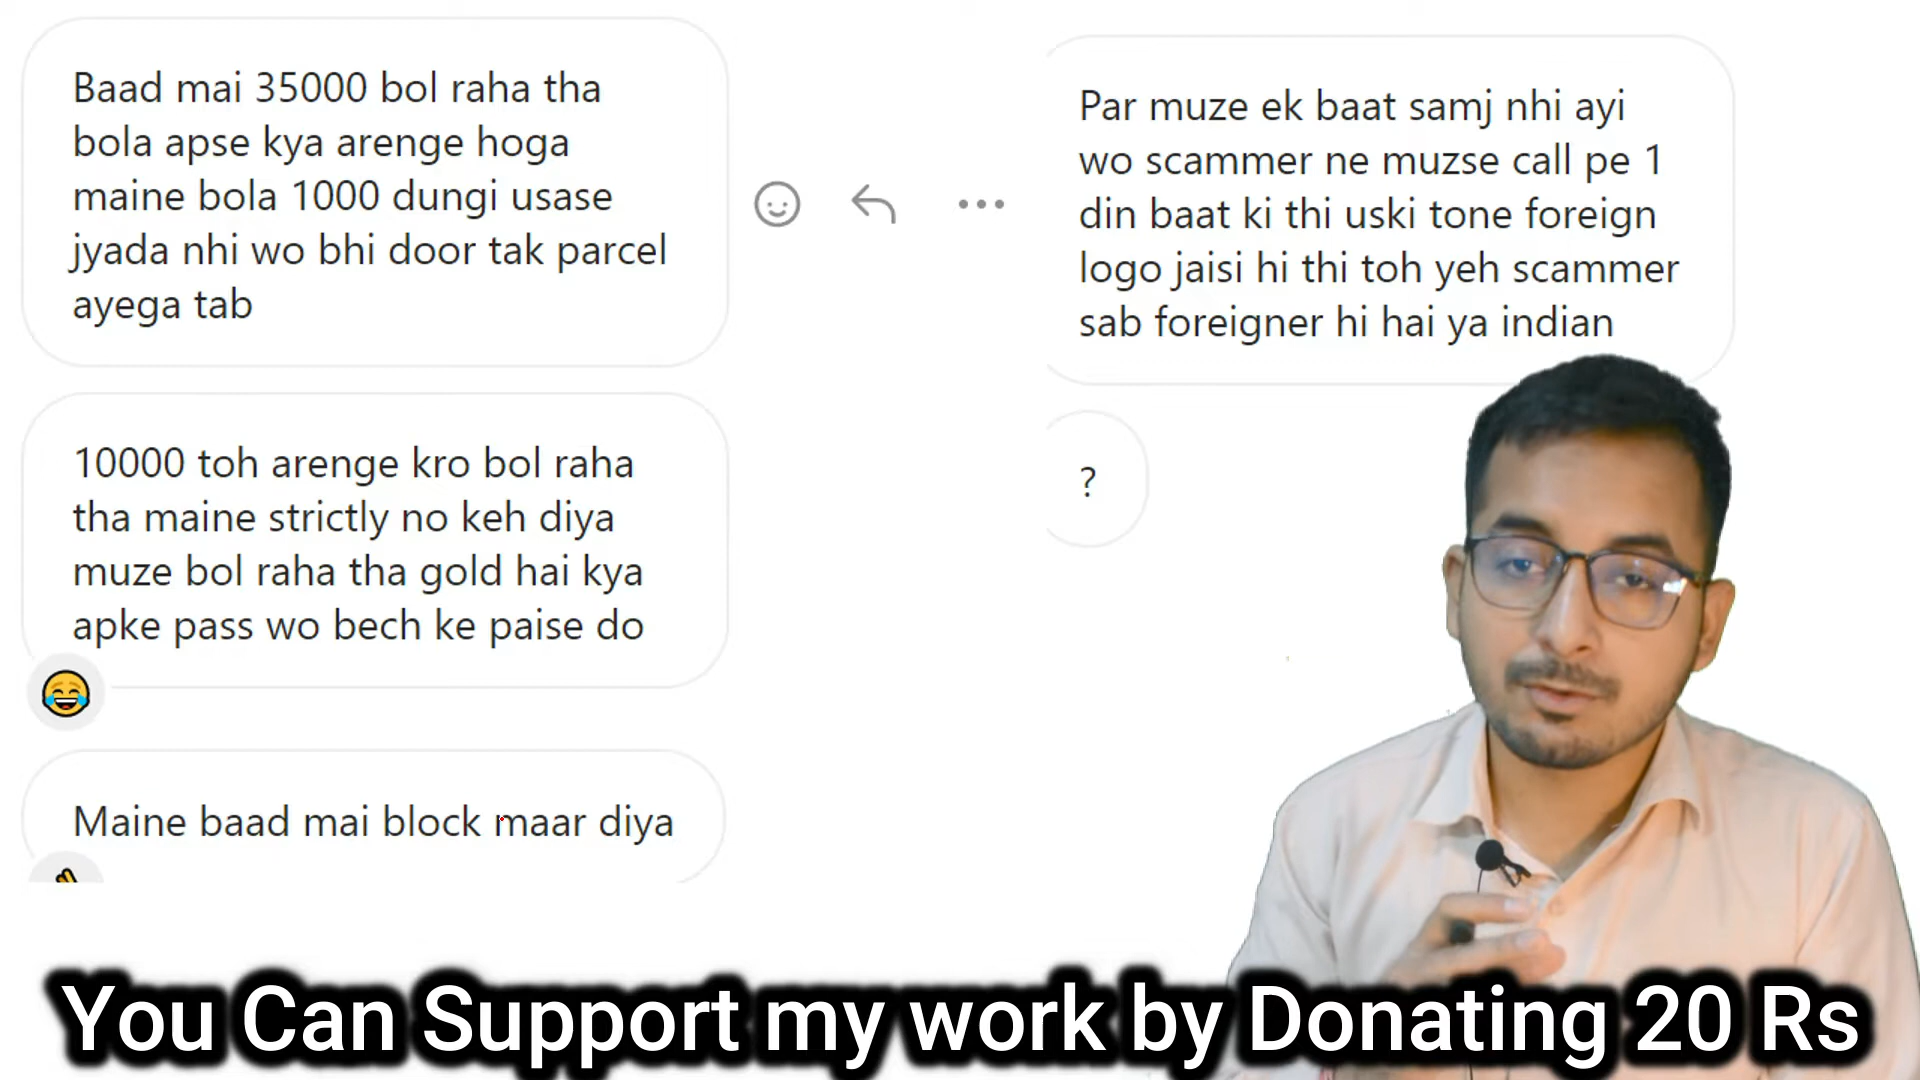 Baad mai 35000 bol raha tha
bola apse kya arenge hoga
maine bola 1000 dungi usase
jyada nhi wo bhi door tak parcel
ayega tab
10000 toh arenge kro bol raha
tha maine strictly no keh diya
muze bol raha tha gold hai kya
apke pass wo bech ke paise do
Maine baad mai block maar diya
Par muze ek baat samj nhi ayi
wo scammer ne muzse call pe 1
din baat ki thi uski tone foreign
logo jaisi hi thi toh yeh scammer
sab foreigner hi hai ya indian
?
You Can Support my work by Donating 20 Rs